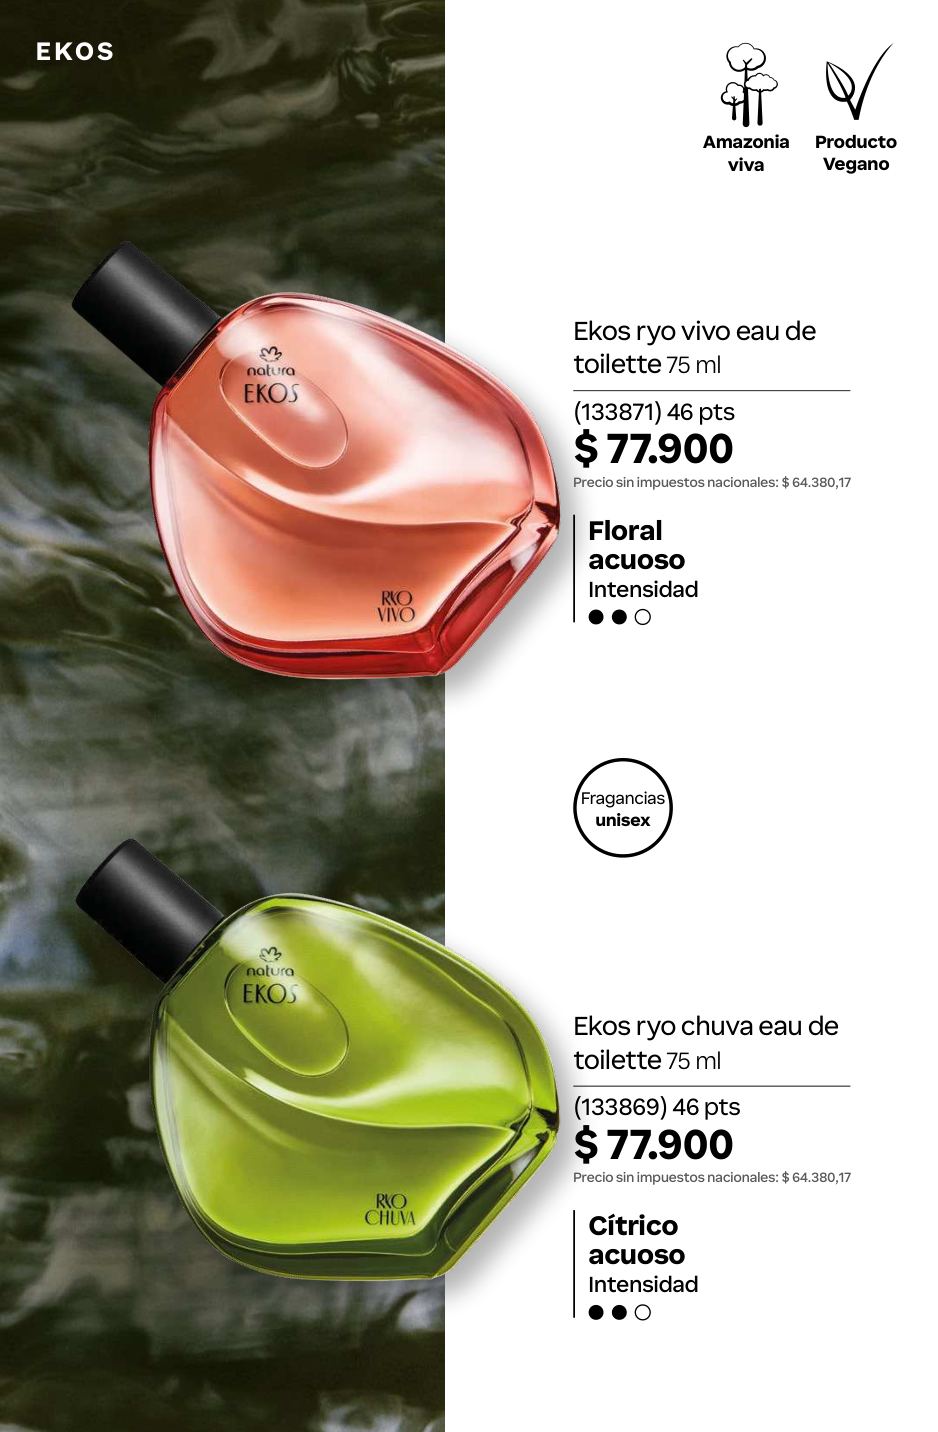 EKOS
Amazonia
viva
Producto
Vegano
natura
EKOS
RYO
VIVO
Ekos ryo vivo eau de
toilette 75 ml
(133871) 46 pts
$ 77.900
Precio sin impuestos nacionales: $ 64.380,17
Floral
acuoso
Intensidad
Fragancias
unisex
natura
EKOS
RYO
CHUVA
Ekos ryo chuva eau de
toilette 75 ml
(133869) 46 pts
$ 77.900
Precio sin impuestos nacionales: $ 64.380,17
Cítrico
acuoso
Intensidad